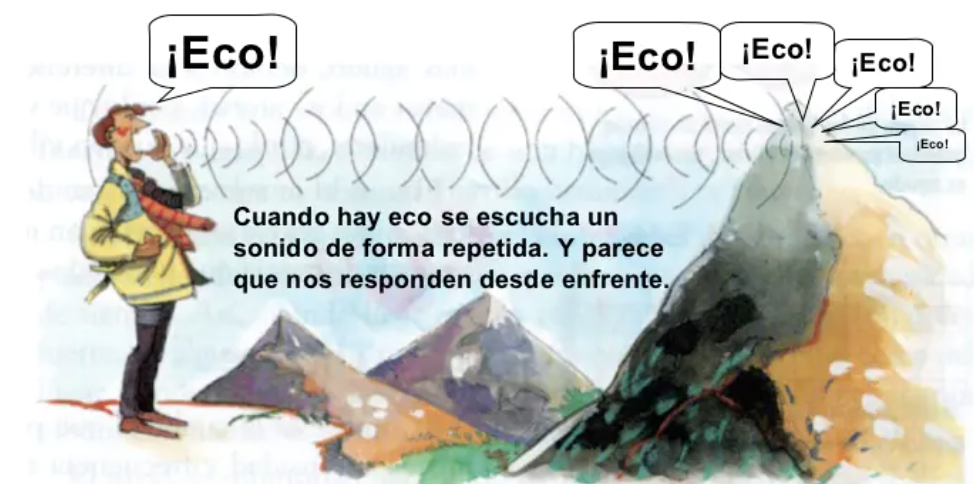 ¡Eco!
¡Eco!
¡Eco!
¡Eco!
¡Eco!
¡Eco!
Cuando hay eco se escucha un
sonido de forma repetida. Y parece
que nos responden desde enfrente.